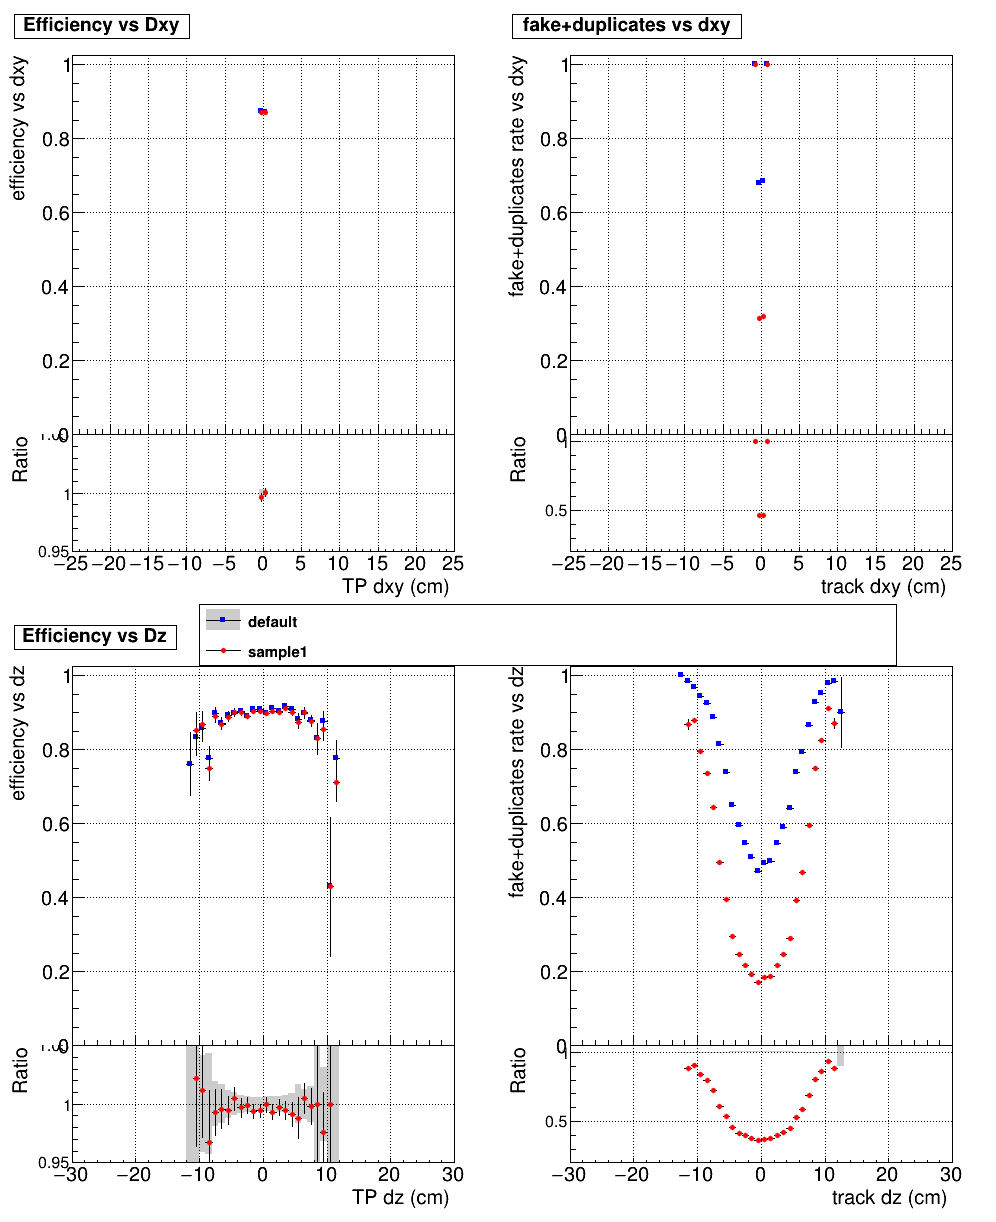 Efficiency vs Dxy
efficiency vs dxy
1
0.8
0.6
0.4
0.2
0
Ratio
1
0.95
−25 −20 −15 −10 −5 0 5 10 15 20 25
TP dxy (cm)
fake+duplicates vs dxy
fake+duplicates rate vs dxy
1
0.8
0.6
0.4
0.2
0
Ratio
1
0.5
−25 −20 −15 −10 −5 0 5 10 15 20 25
track dxy (cm)
default
sample1
Efficiency vs Dz
efficiency vs dz
1
0.8
0.6
0.4
0.2
0
Ratio
1
0.95
−30 −20 −10 0 10 20 30
TP dz (cm)
fake+duplicates rate vs dz
1
0.8
0.6
0.4
0.2
0
Ratio
0.5
−30 −20 −10 0 10 20 30
track dz (cm)